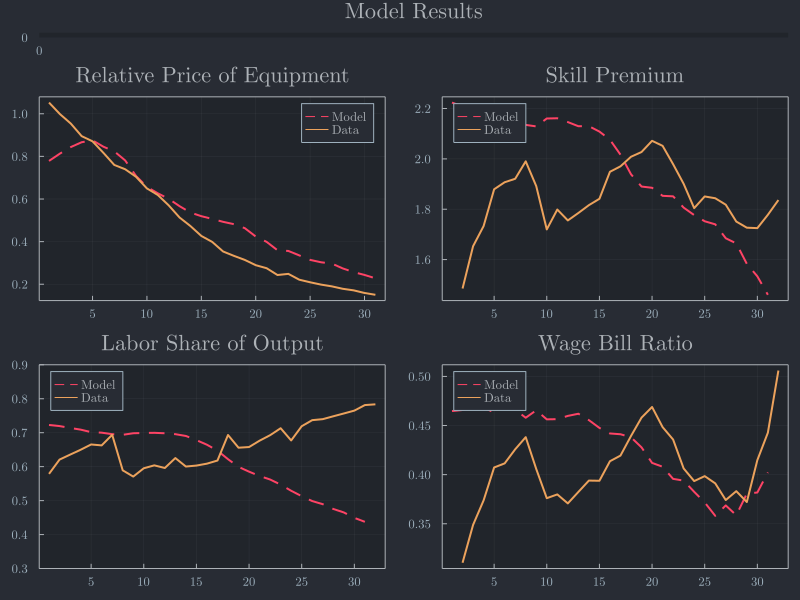 Model Results
0
0
Relative Price of Equipment
Skill Premium
1.0
0.8
0.6
0.4
0.2
Model
Data
5 10 15 20 25 30
2.2
2.0
1.8
1.6
Model
Data
5 10 15 20 25 30
Labor Share of Output
Wage Bill Ratio
0.9
0.8
0.7
0.6
0.5
0.4
0.3
Model
Data
5 10 15 20 25 30
0.50
0.45
0.40
0.35
Model
Data
5 10 15 20 25 30